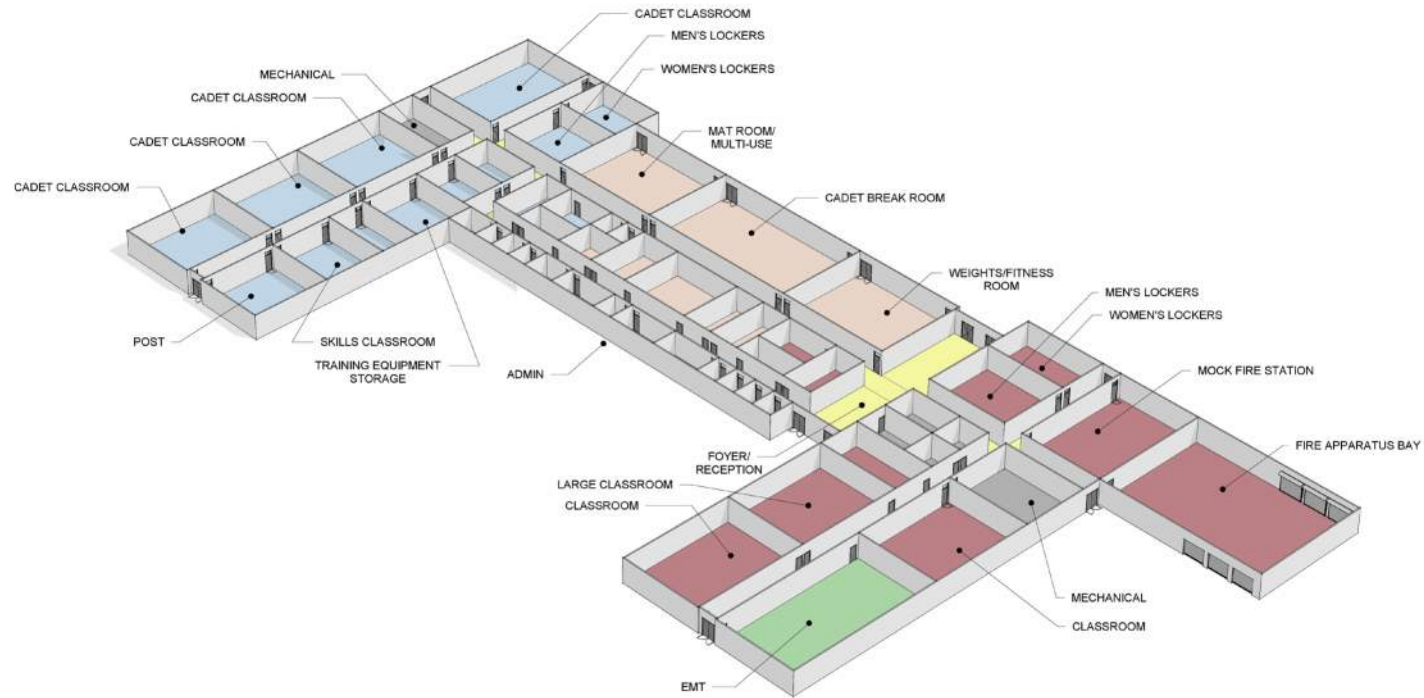 CADET CLASSROOM
MEN'S LOCKERS
MECHANICAL
WOMEN'S LOCKERS
CADET CLASSROOM
MAT ROOM/
MULTI-USE
CADET CLASSROOM
CADET CLASSROOM
CADET BREAK ROOM
WEIGHTS/FITNESS
ROOM
MEN'S LOCKERS
WOMEN'S LOCKERS
POST
SKILLS CLASSROOM
TRAINING EQUIPMENT
STORAGE
ADMIN
MOCK FIRE STATION
FIRE APPARATUS BAY
FOYER/
RECEPTION
LARGE CLASSROOM
CLASSROOM
MECHANICAL
CLASSROOM
EMT